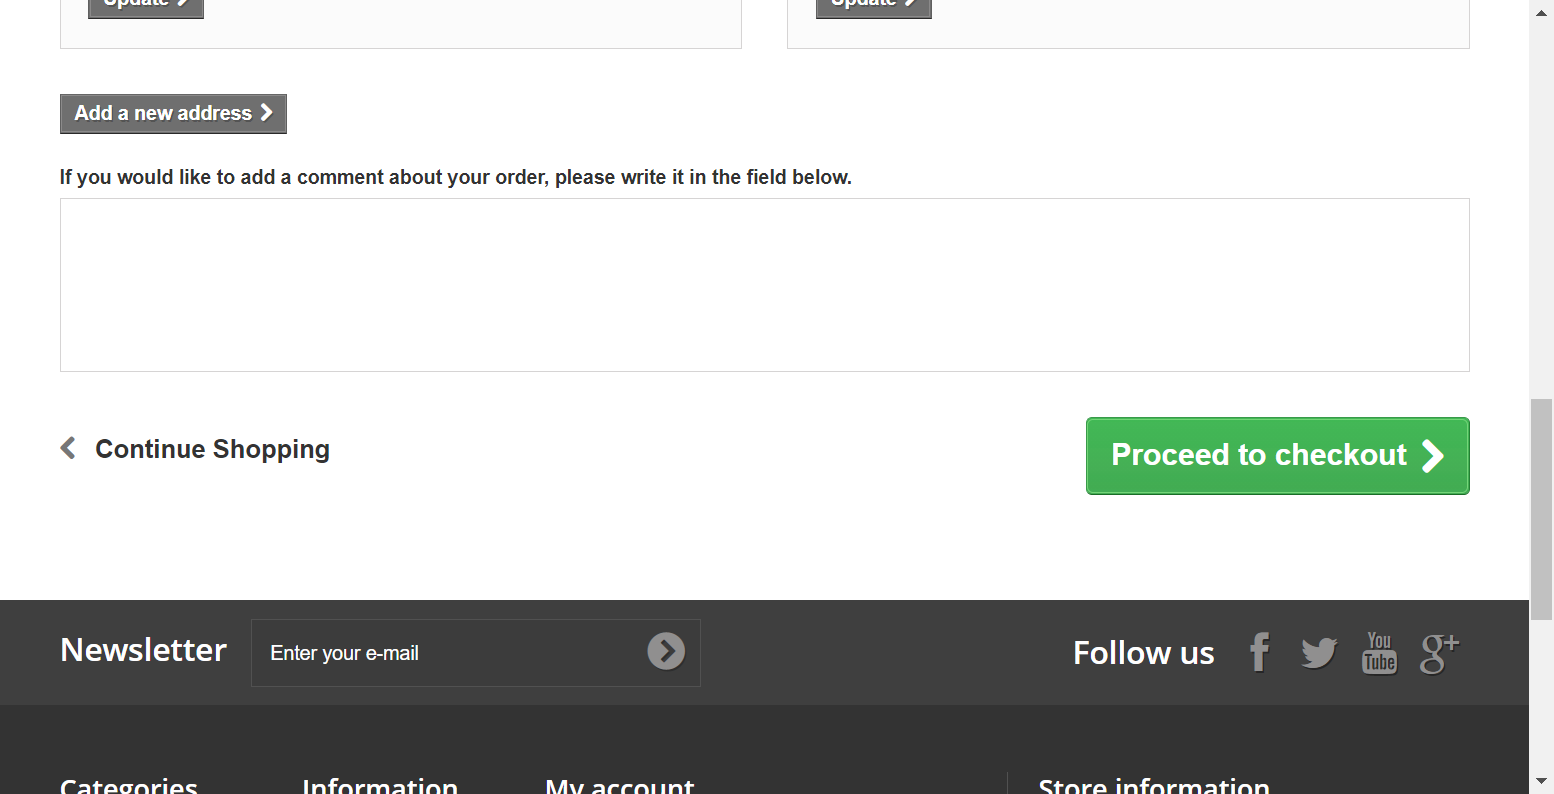 Update
Update
Add a new address
If you would like to add a comment about your order, please write it in the field below.
Continue Shopping
Proceed to checkout
Newsletter
Enter your e-mail
Follow us
You
Tube
g+
Categories
Information
My account
Store information